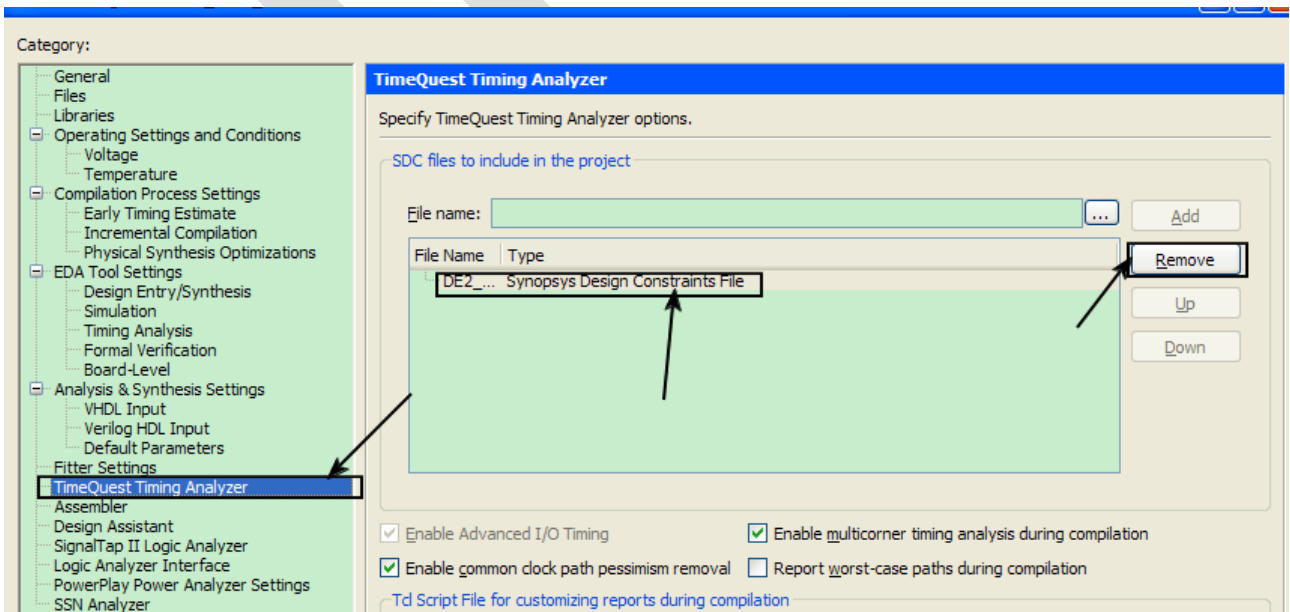 Category:
General
Files
Libraries
Operating Settings and Conditions
Voltage
Temperature
Compilation Process Settings
Early Timing Estimate
Incremental Compilation
Physical Synthesis Optimizations
EDA Tool Settings
Design Entry/Synthesis
Simulation
Timing Analysis
Formal Verification
Board-Level
Analysis & Synthesis Settings
VHDL Input
Verilog HDL Input
Default Parameters
Fitter Settings
TimeQuest Timing Analyzer
Assembler
Design Assistant
SignalTap II Logic Analyzer
Logic Analyzer Interface
PowerPlay Power Analyzer Settings
SSN Analyzer
TimeQuest Timing Analyzer
Specify TimeQuest Timing Analyzer options.
SDC files to include in the project
File name: ... Add
File Name Type
DE2_... Synopsys Design Constraints File
Remove
Up
Down
Enable Advanced I/O Timing Enable multicorner timing analysis during compilation
Enable common clock path pessimism removal Report worst-case paths during compilation
Tcl Script File for customizing reports during compilation